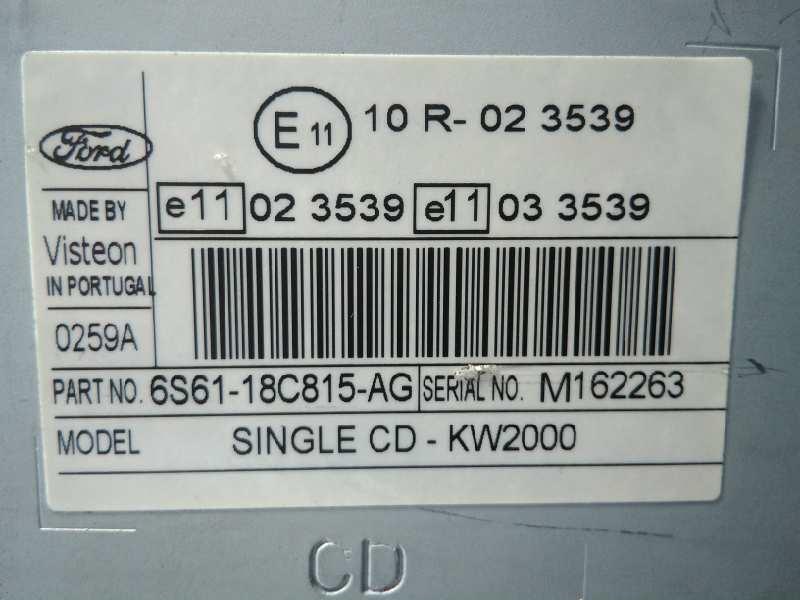 Ford
E 11 10 R- 02 3539
e11 02 3539 e11 03 3539
MADE BY
Visteon
IN PORTUGAL
0259A
PART NO. 6S61-18C815-AG SERIAL NO. M162263
MODEL SINGLE CD - KW2000
CD